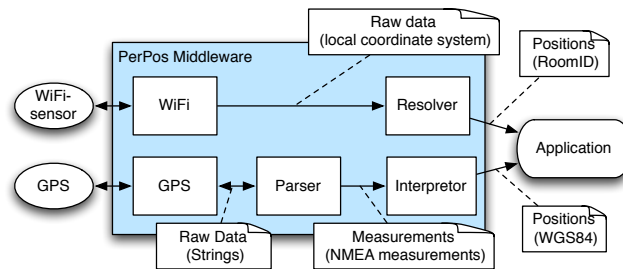 Raw data
(local coordinate system)
Positions
(RoomID)
PerPos Middleware
WiFi-
sensor
WiFi
Resolver
Application
GPS
GPS
Parser
Interpretor
Raw Data
(Strings)
Measurements
(NMEA measurements)
Positions
(WGS84)